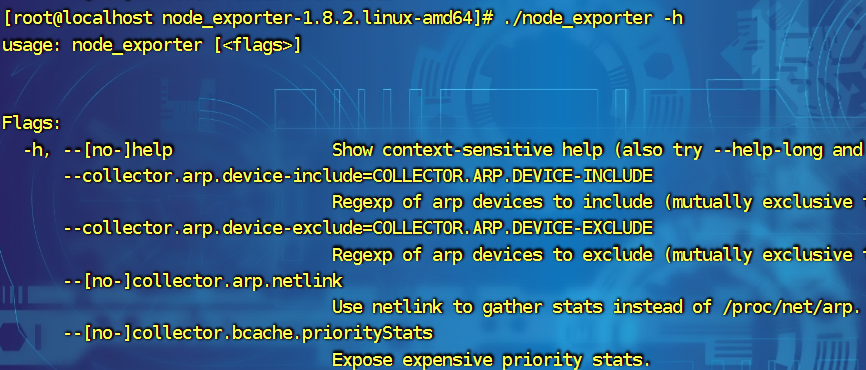 [root@localhost node_exporter-1.8.2.linux-amd64]# ./node_exporter -h
usage: node_exporter [<flags>]
Flags:
-h, --[no-]help Show context-sensitive help (also try --help-long and
--collector.arp.device-include=COLLECTOR.ARP.DEVICE-INCLUDE
Regexp of arp devices to include (mutually exclusive
--collector.arp.device-exclude=COLLECTOR.ARP.DEVICE-EXCLUDE
Regexp of arp devices to exclude (mutually exclusive
--[no-]collector.arp.netlink
Use netlink to gather stats instead of /proc/net/arp.
--[no-]collector.bcache.priorityStats
Expose expensive priority stats.